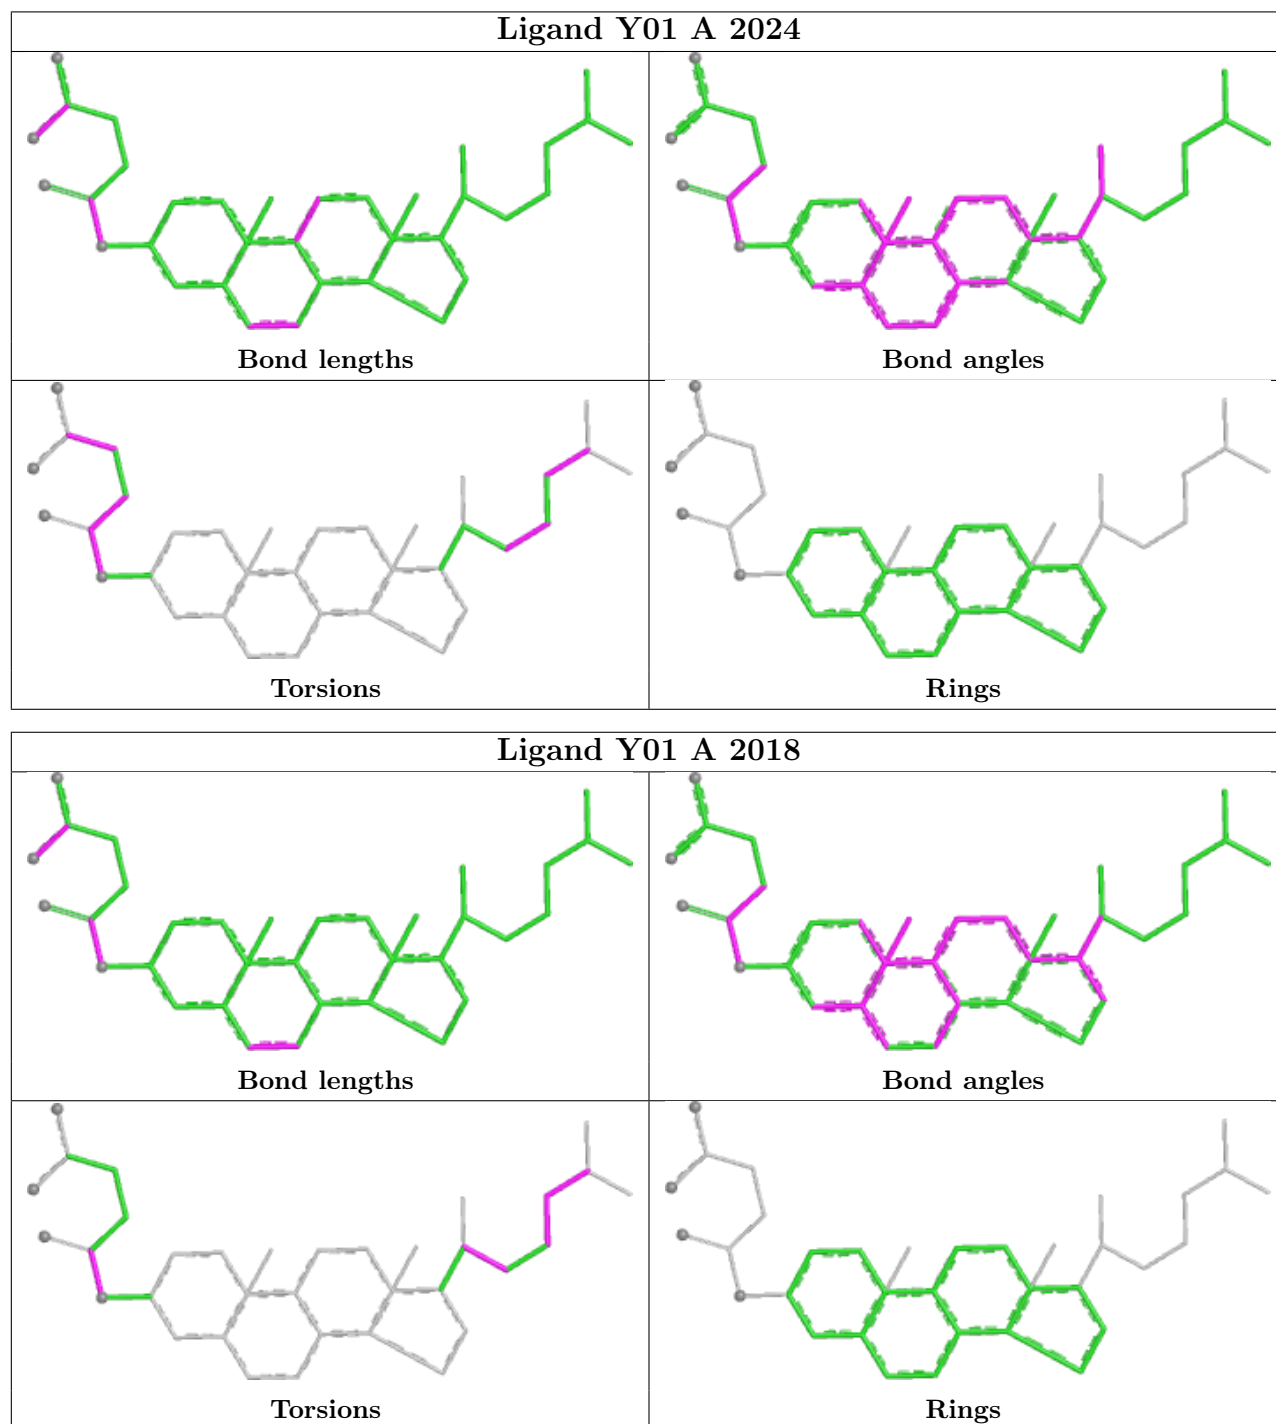 Ligand Y01 A 2024
Bond lengths
Bond angles
Torsions
Rings
Ligand Y01 A 2018
Bond lengths
Bond angles
Torsions
Rings